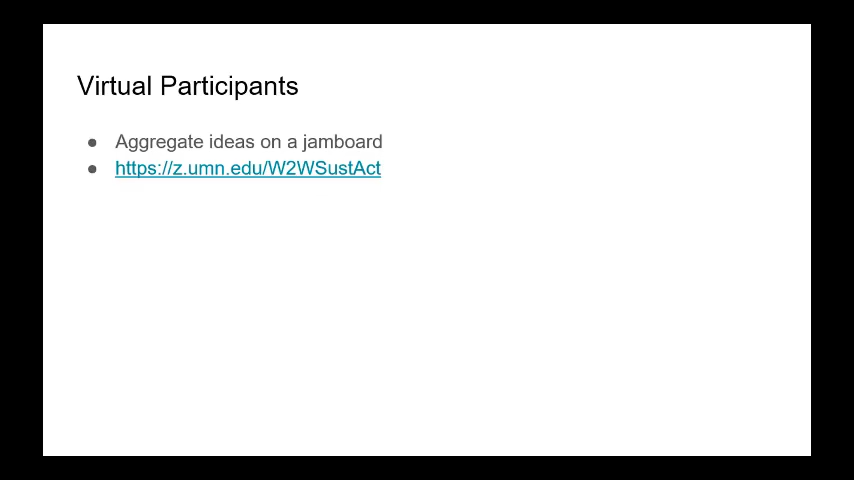 Virtual Participants
● Aggregate ideas on a jamboard
● https://z.umn.edu/W2WSustAct